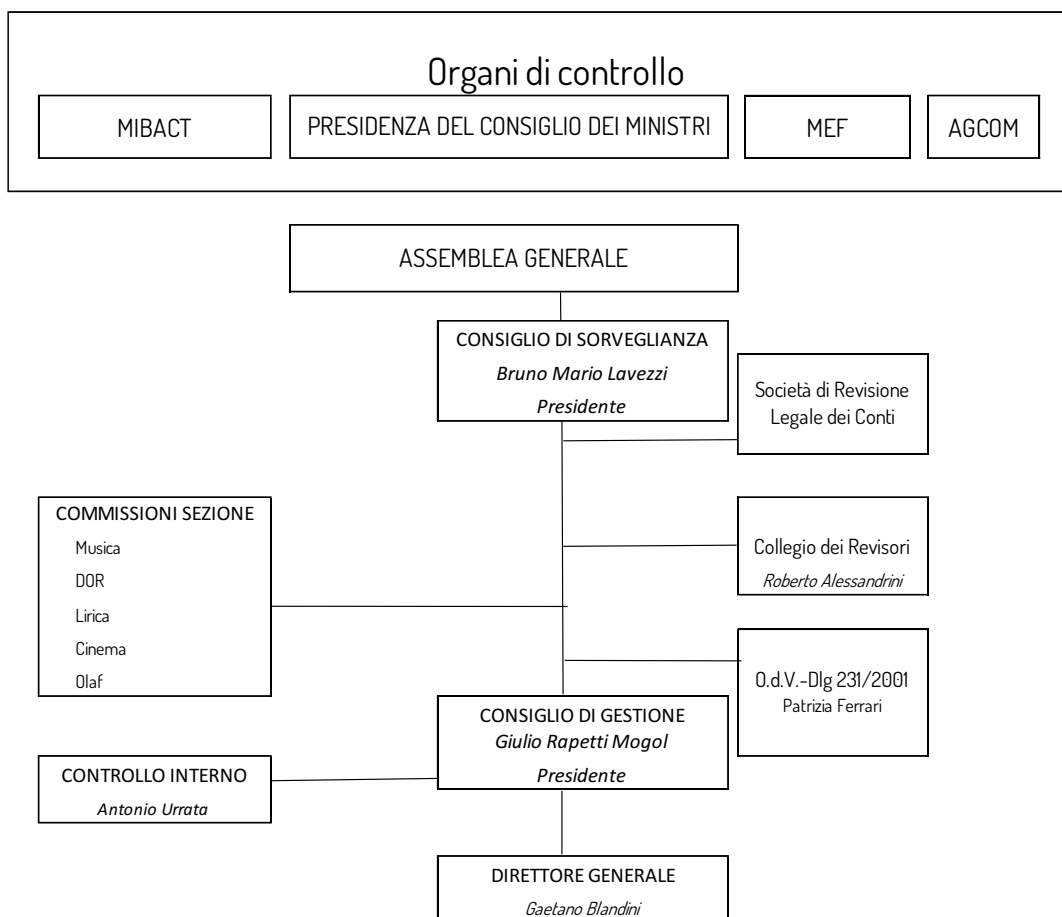 Organi di controllo
MIBACT
PRESIDENZA DEL CONSIGLIO DEI MINISTRI
MEF
AGCOM
ASSEMBLEA GENERALE
CONSIGLIO DI SORVEGLIANZA
Bruno Mario Lavezzi
Presidente
Società di Revisione
Legale dei Conti
COMMISSIONI SEZIONE
Musica
DOR
Lirica
Cinema
Olaf
Collegio dei Revisori
Roberto Alessandrini
O.d.V.-Dlg 231/2001
Patrizia Ferrari
CONSIGLIO DI GESTIONE
Giulio Rapetti Mogol
Presidente
CONTROLLO INTERNO
Antonio Urrata
DIRETTORE GENERALE
Gaetano Blandini